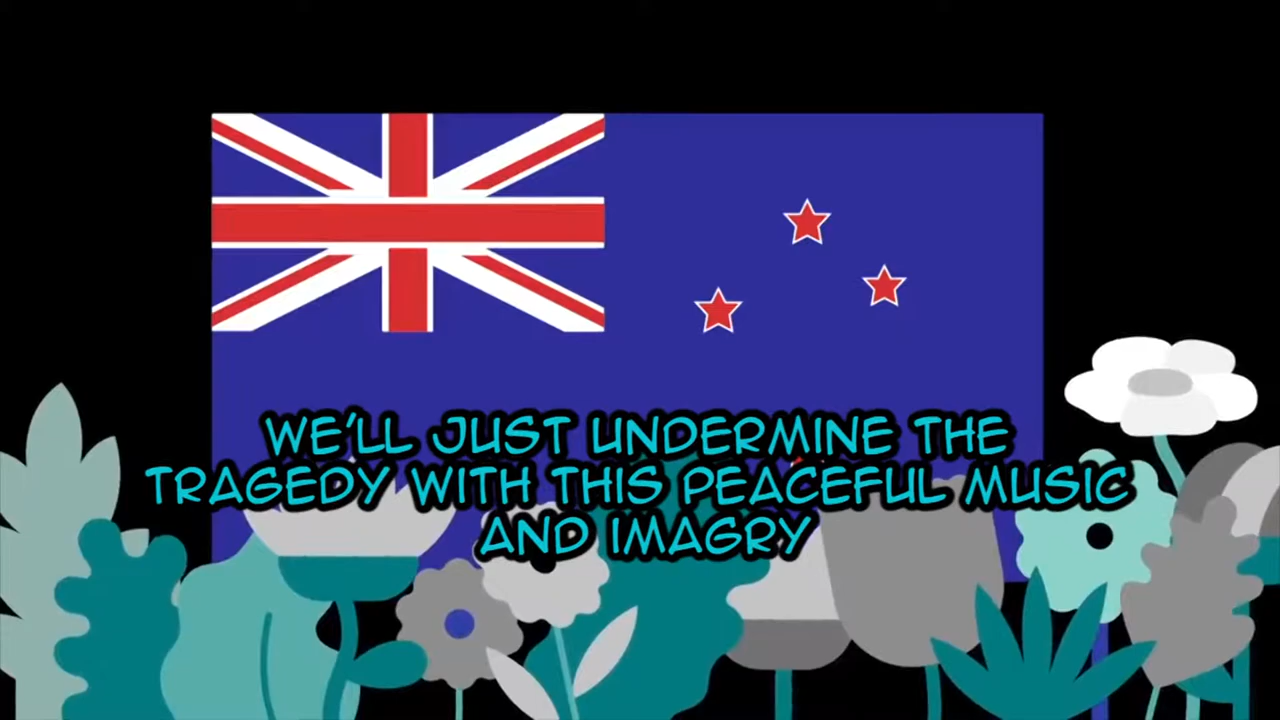 WE'LL JUST UNDERMINE THE
TRAGEDY WITH THIS PEACEFUL MUSIC
AND IMAGRY